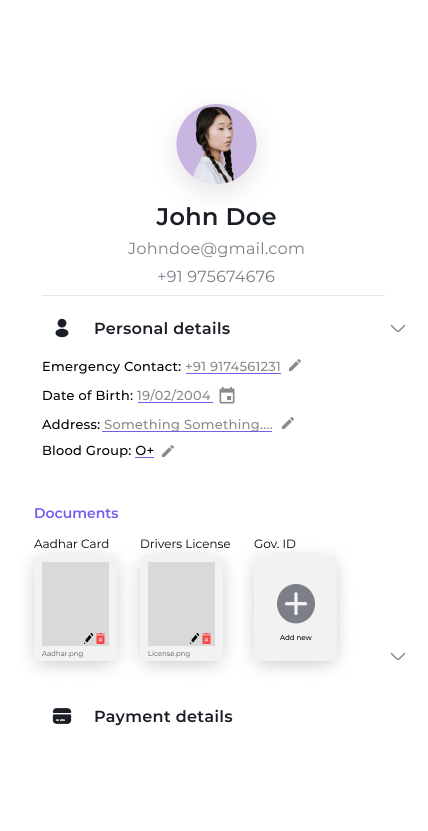 John Doe
Johndoe@gmail.com
+91 975674676
Personal details
Emergency Contact: +91 9174561231
Date of Birth: 19/02/2004
Address: Something Something....
Blood Group: O+
Documents
Aadhar Card Drivers License Gov. ID
Add new
Aadhar.png License.png
Payment details